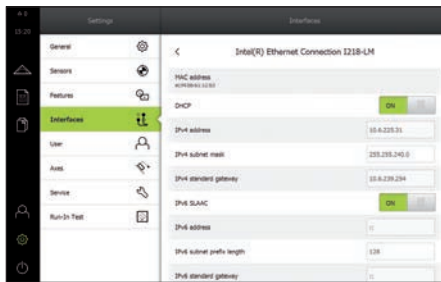 15:20
Settings
Interfaces
General
Sensors
Features
Interfaces
User
Axes
Service
Run-In Test
Intel(R) Ethernet Connection I218-LM
MAC address
DHCP
ON
IPv4 address
10.6.225.31
IPv4 subnet mask
255.255.240.0
IPv4 standard gateway
10.6.239.254
IPv6 SLAAC
ON
IPv6 address
::
IPv6 subnet prefix length
128
IPv6 standard gateway
::